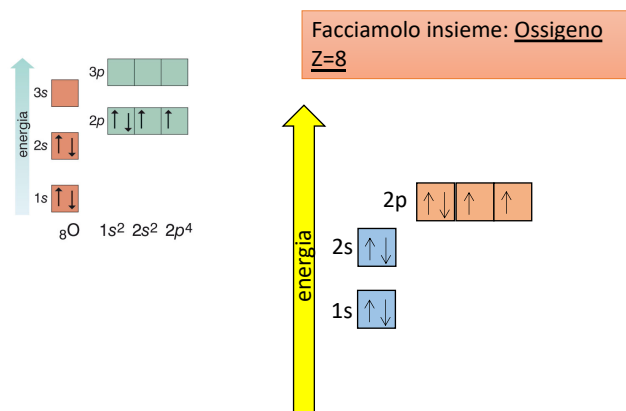 Facciamolo insieme: Ossigeno
Z=8
3p
3s
2p
energia
2s
1s
₈O 1s² 2s² 2p⁴
2p
2s
energia
1s